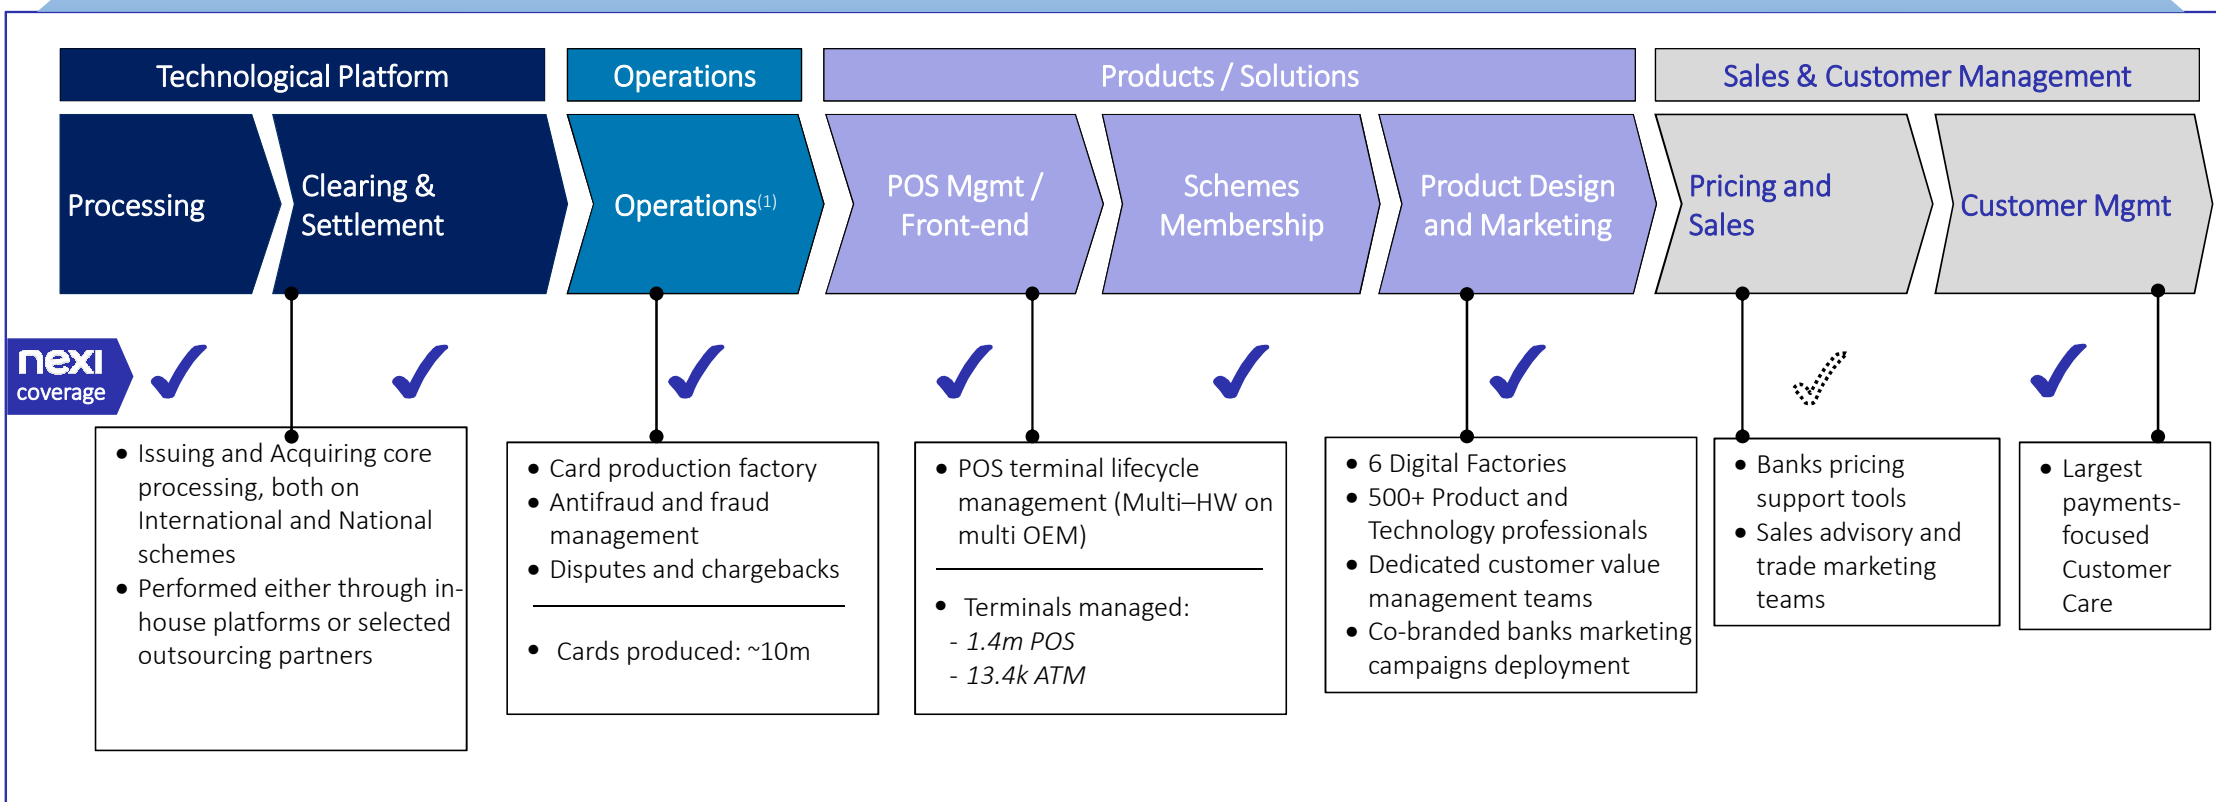 Technological Platform
Operations
Products / Solutions
Sales & Customer Management
Processing
Clearing &
Settlement
Operations(1)
POS Mgmt /
Front-end
Schemes
Membership
Product Design
and Marketing
Pricing and
Sales
Customer Mgmt
nexi
coverage
• Issuing and Acquiring core
processing, both on
International and National
schemes
• Performed either through in-
house platforms or selected
outsourcing partners
• Card production factory
• Antifraud and fraud
management
• Disputes and chargebacks
• Cards produced: ~10m
• POS terminal lifecycle
management (Multi–HW on
multi OEM)
• Terminals managed:
- 1.4m POS
- 13.4k ATM
• 6 Digital Factories
• 500+ Product and
Technology professionals
• Dedicated customer value
management teams
• Co-branded banks marketing
campaigns deployment
• Banks pricing
support tools
• Sales advisory and
trade marketing
teams
• Largest
payments-
focused
Customer
Care